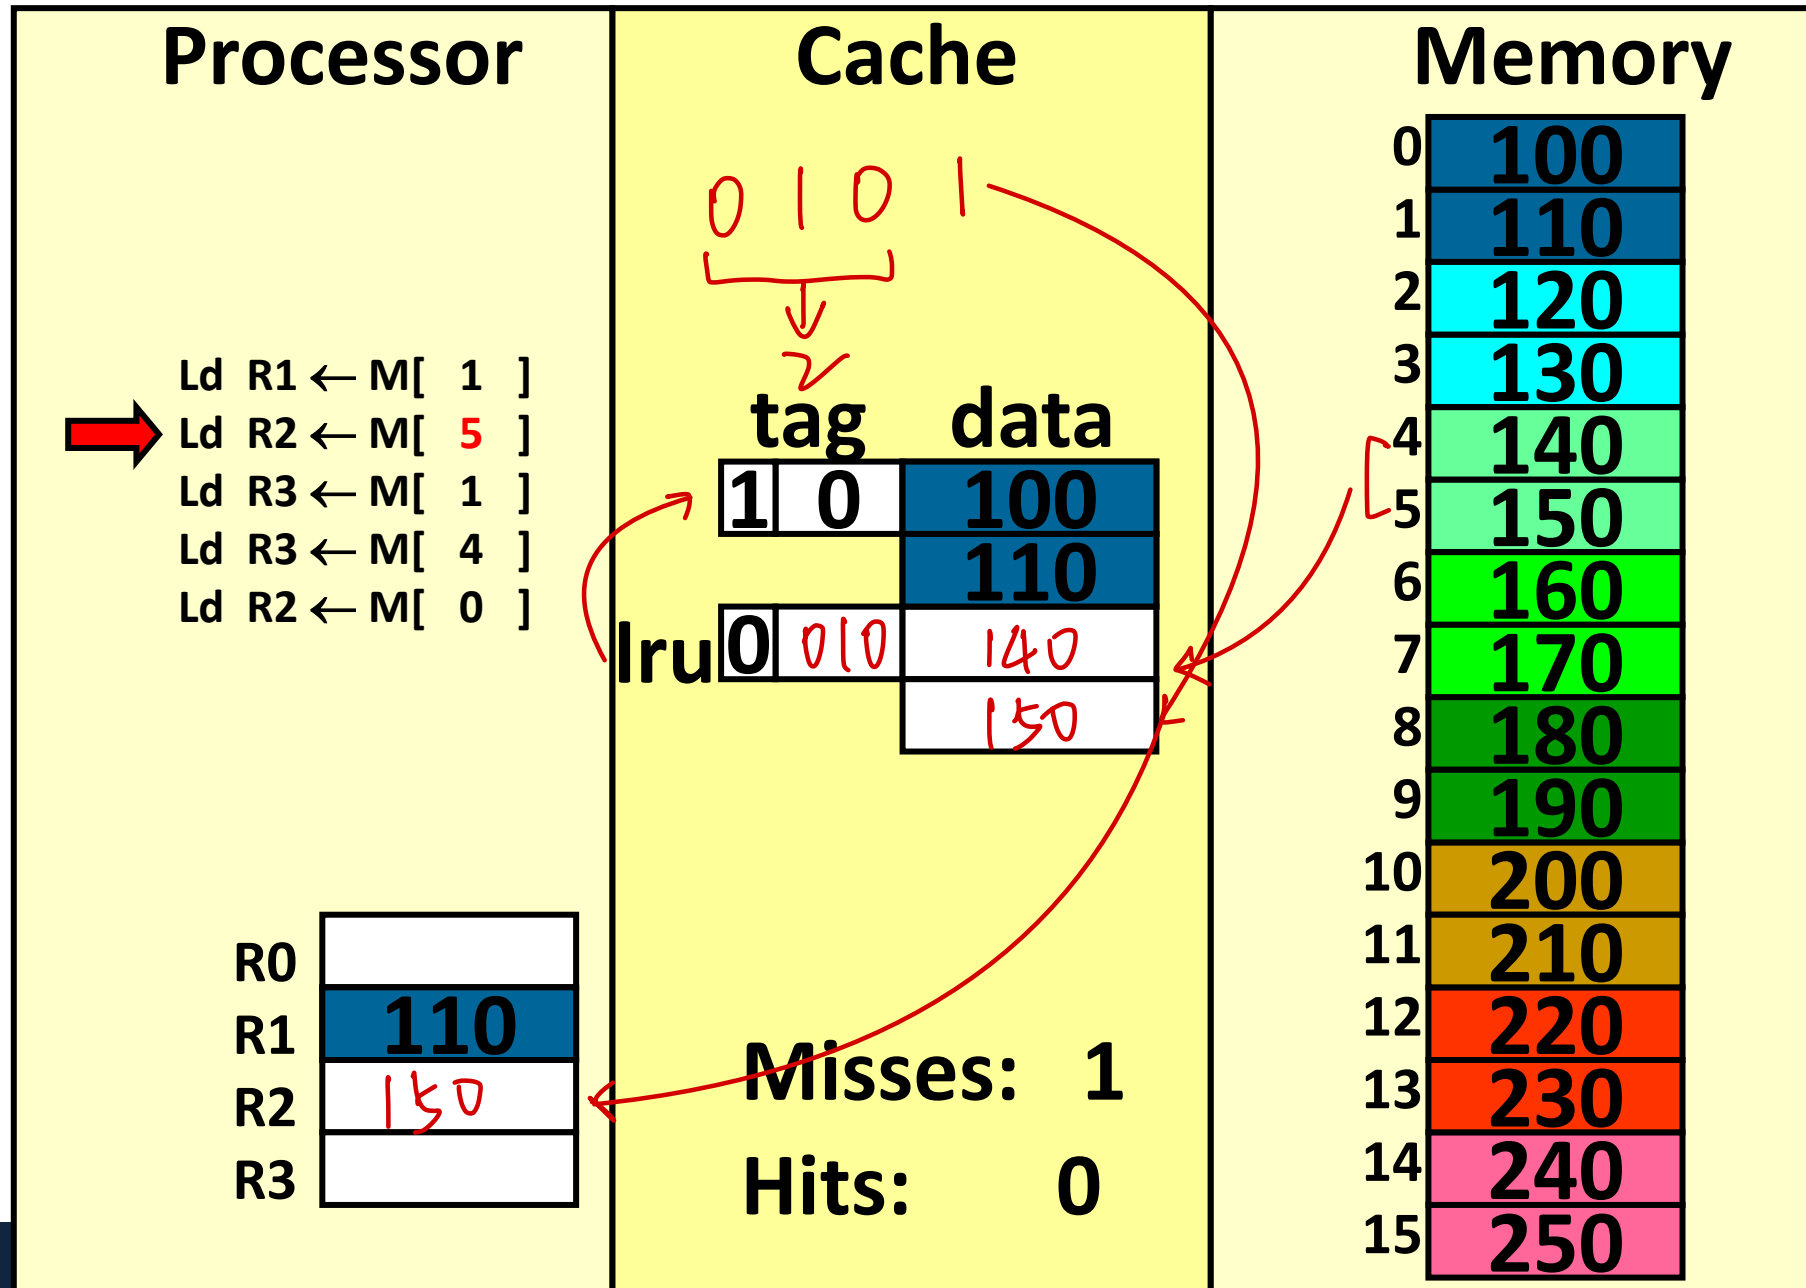 Processor
Cache
Memory
0 1 0 1
2
Ld R1 ← M[ 1 ]
Ld R2 ← M[ 5 ]
Ld R3 ← M[ 1 ]
Ld R3 ← M[ 4 ]
Ld R2 ← M[ 0 ]
tag data
1 0 100
110
lru 0 010 140
150
R0
R1 110
R2 150
R3
Misses: 1
Hits: 0
0 100
1 110
2 120
3 130
4 140
5 150
6 160
7 170
8 180
9 190
10 200
11 210
12 220
13 230
14 240
15 250